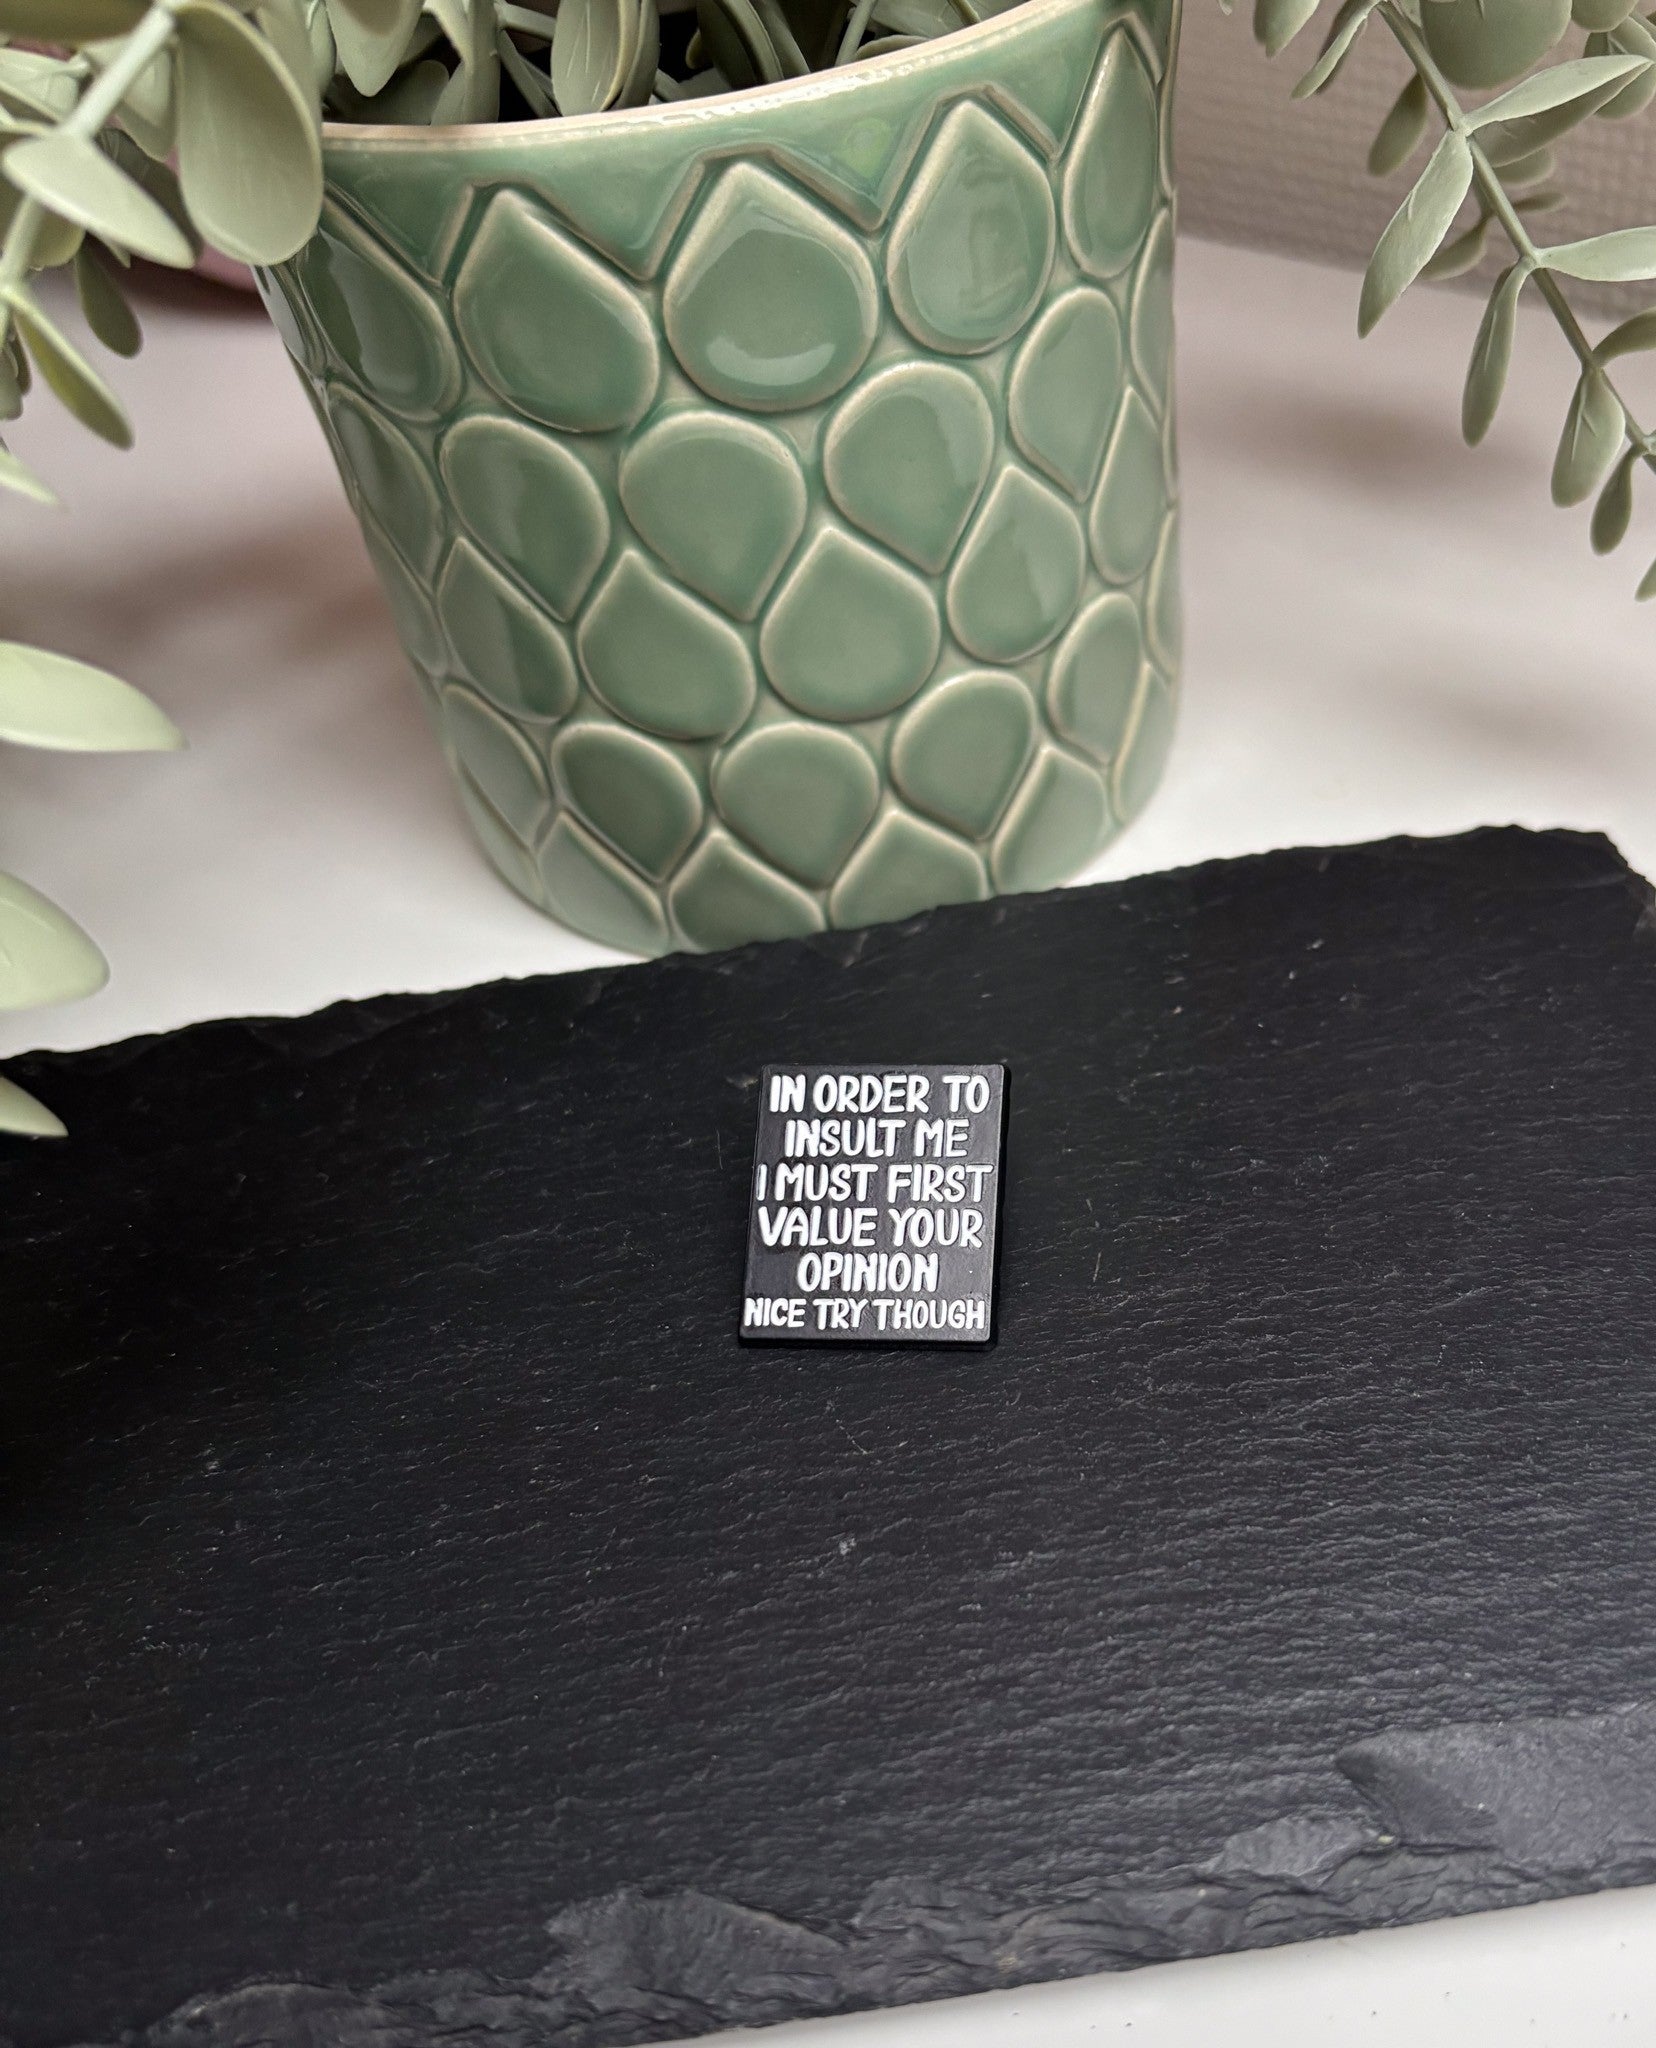 IN ORDER TO
INSULT ME
I MUST FIRST
VALUE YOUR
OPINION
NICE TRY THOUGH